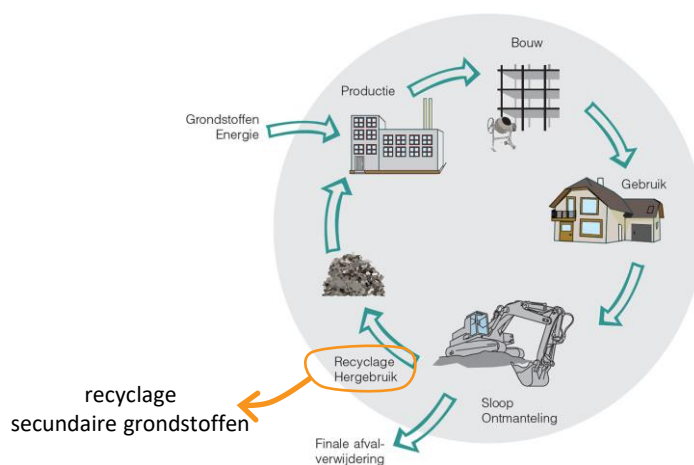 Bouw
Productie
Grondstoffen
Energie
Gebruik
Recyclage
Hergebruik
recyclage
secundaire grondstoffen
Sloop
Ontmanteling
Finale afval-
verwijdering